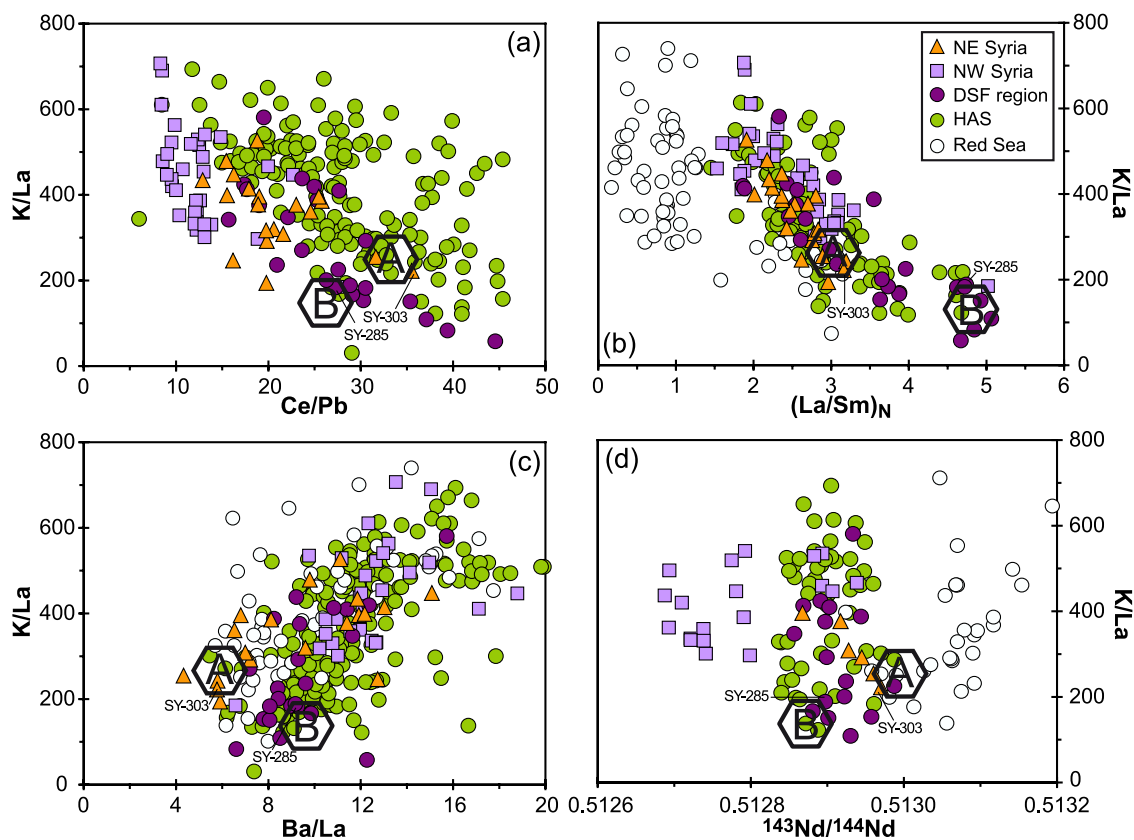 (a)
K/La
800
600
400
200
0
A
B
SY-303
SY-285
0 10 20 30 40 50
Ce/Pb
NE Syria
NW Syria
DSF region
HAS
Red Sea
800
600
400
200
0
K/La
A
SY-285
B
SY-303
(b)
0 1 2 3 4 5 6
(La/Sm)N
(c)
K/La
800
600
400
200
0
A
SY-303
B
SY-285
0 4 8 12 16 20
Ba/La
(d)
800
600
400
200
0
K/La
A
SY-285
SY-303
B
0.5126 0.5128 0.5130 0.5132
143Nd/144Nd